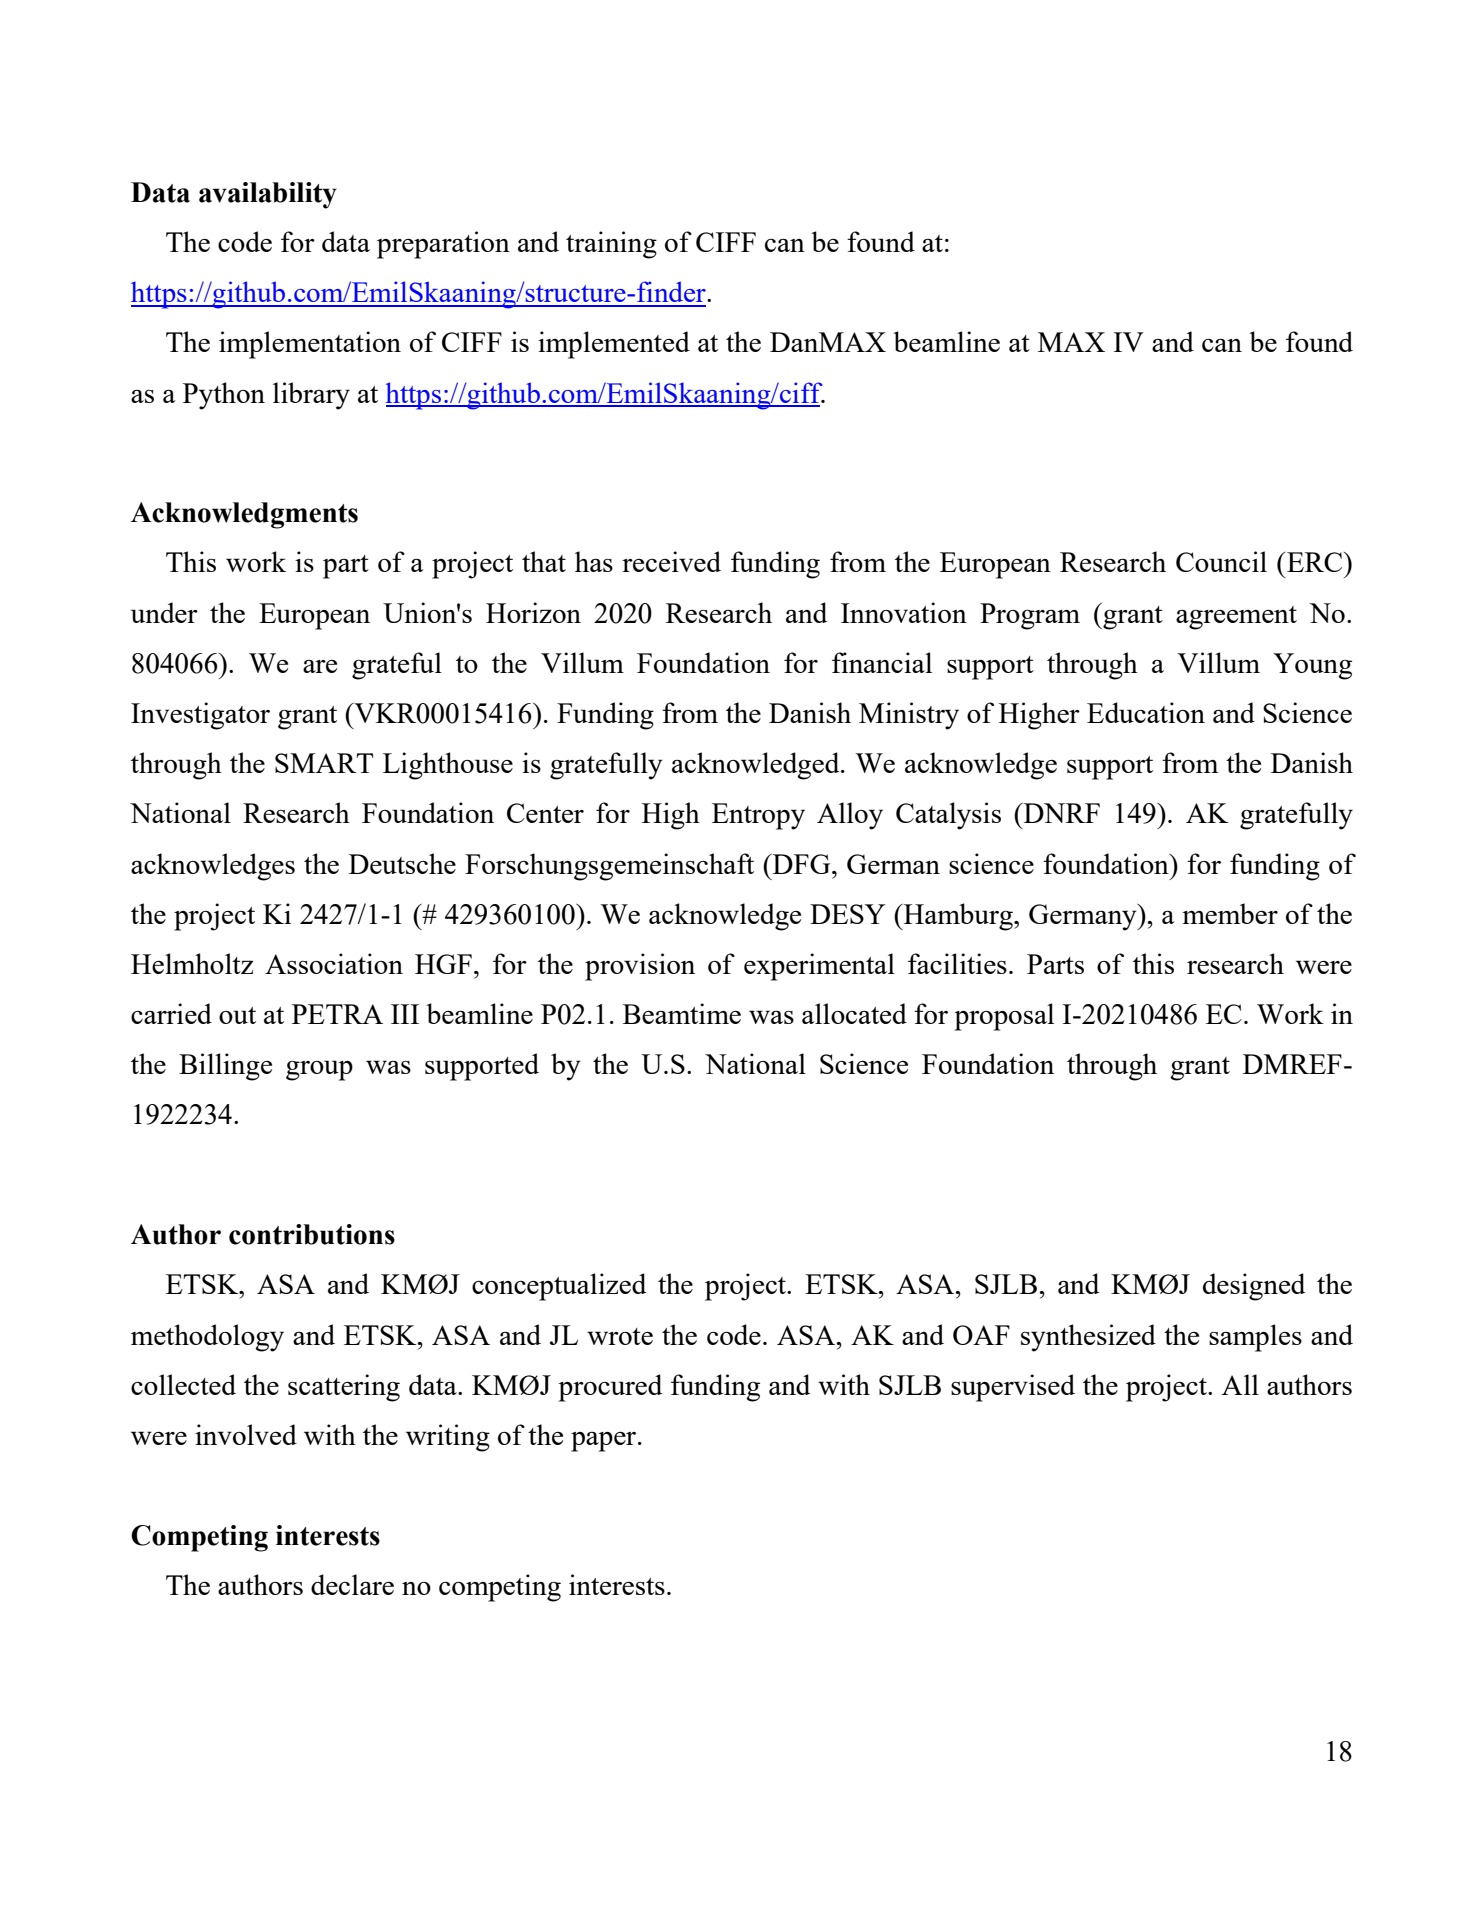 Data availability
The code for data preparation and training of CIFF can be found at:
https://github.com/EmilSkaaning/structure-finder.
The implementation of CIFF is implemented at the DanMAX beamline at MAX IV and can be found
as a Python library at https://github.com/EmilSkaaning/ciff.
Acknowledgments
This work is part of a project that has received funding from the European Research Council (ERC)
under the European Union's Horizon 2020 Research and Innovation Program (grant agreement No.
804066). We are grateful to the Villum Foundation for financial support through a Villum Young
Investigator grant (VKR00015416). Funding from the Danish Ministry of Higher Education and Science
through the SMART Lighthouse is gratefully acknowledged. We acknowledge support from the Danish
National Research Foundation Center for High Entropy Alloy Catalysis (DNRF 149). AK gratefully
acknowledges the Deutsche Forschungsgemeinschaft (DFG, German science foundation) for funding of
the project Ki 2427/1-1 (# 429360100). We acknowledge DESY (Hamburg, Germany), a member of the
Helmholtz Association HGF, for the provision of experimental facilities. Parts of this research were
carried out at PETRA III beamline P02.1. Beamtime was allocated for proposal I-20210486 EC. Work in
the Billinge group was supported by the U.S. National Science Foundation through grant DMREF-
1922234.
Author contributions
ETSK, ASA and KMØJ conceptualized the project. ETSK, ASA, SJLB, and KMØJ designed the
methodology and ETSK, ASA and JL wrote the code. ASA, AK and OAF synthesized the samples and
collected the scattering data. KMØJ procured funding and with SJLB supervised the project. All authors
were involved with the writing of the paper.
Competing interests
The authors declare no competing interests.
18